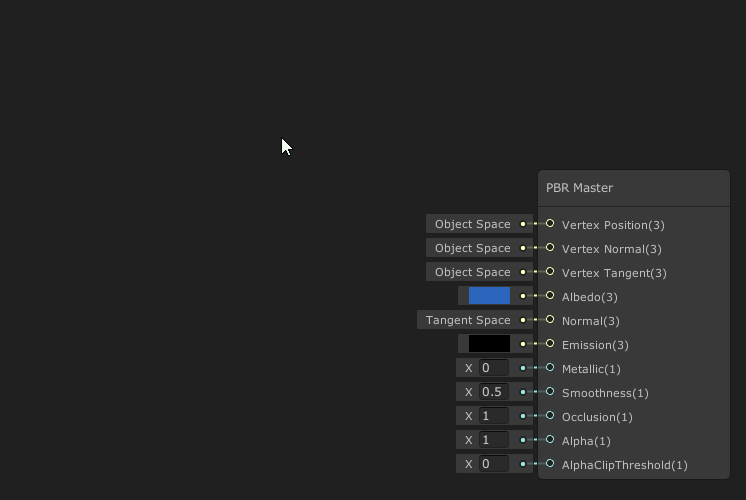 PBR Master
Object Space Vertex Position(3)
Object Space Vertex Normal(3)
Object Space Vertex Tangent(3)
Albedo(3)
Tangent Space Normal(3)
Emission(3)
X 0 Metallic(1)
X 0.5 Smoothness(1)
X 1 Occlusion(1)
X 1 Alpha(1)
X 0 AlphaClipThreshold(1)